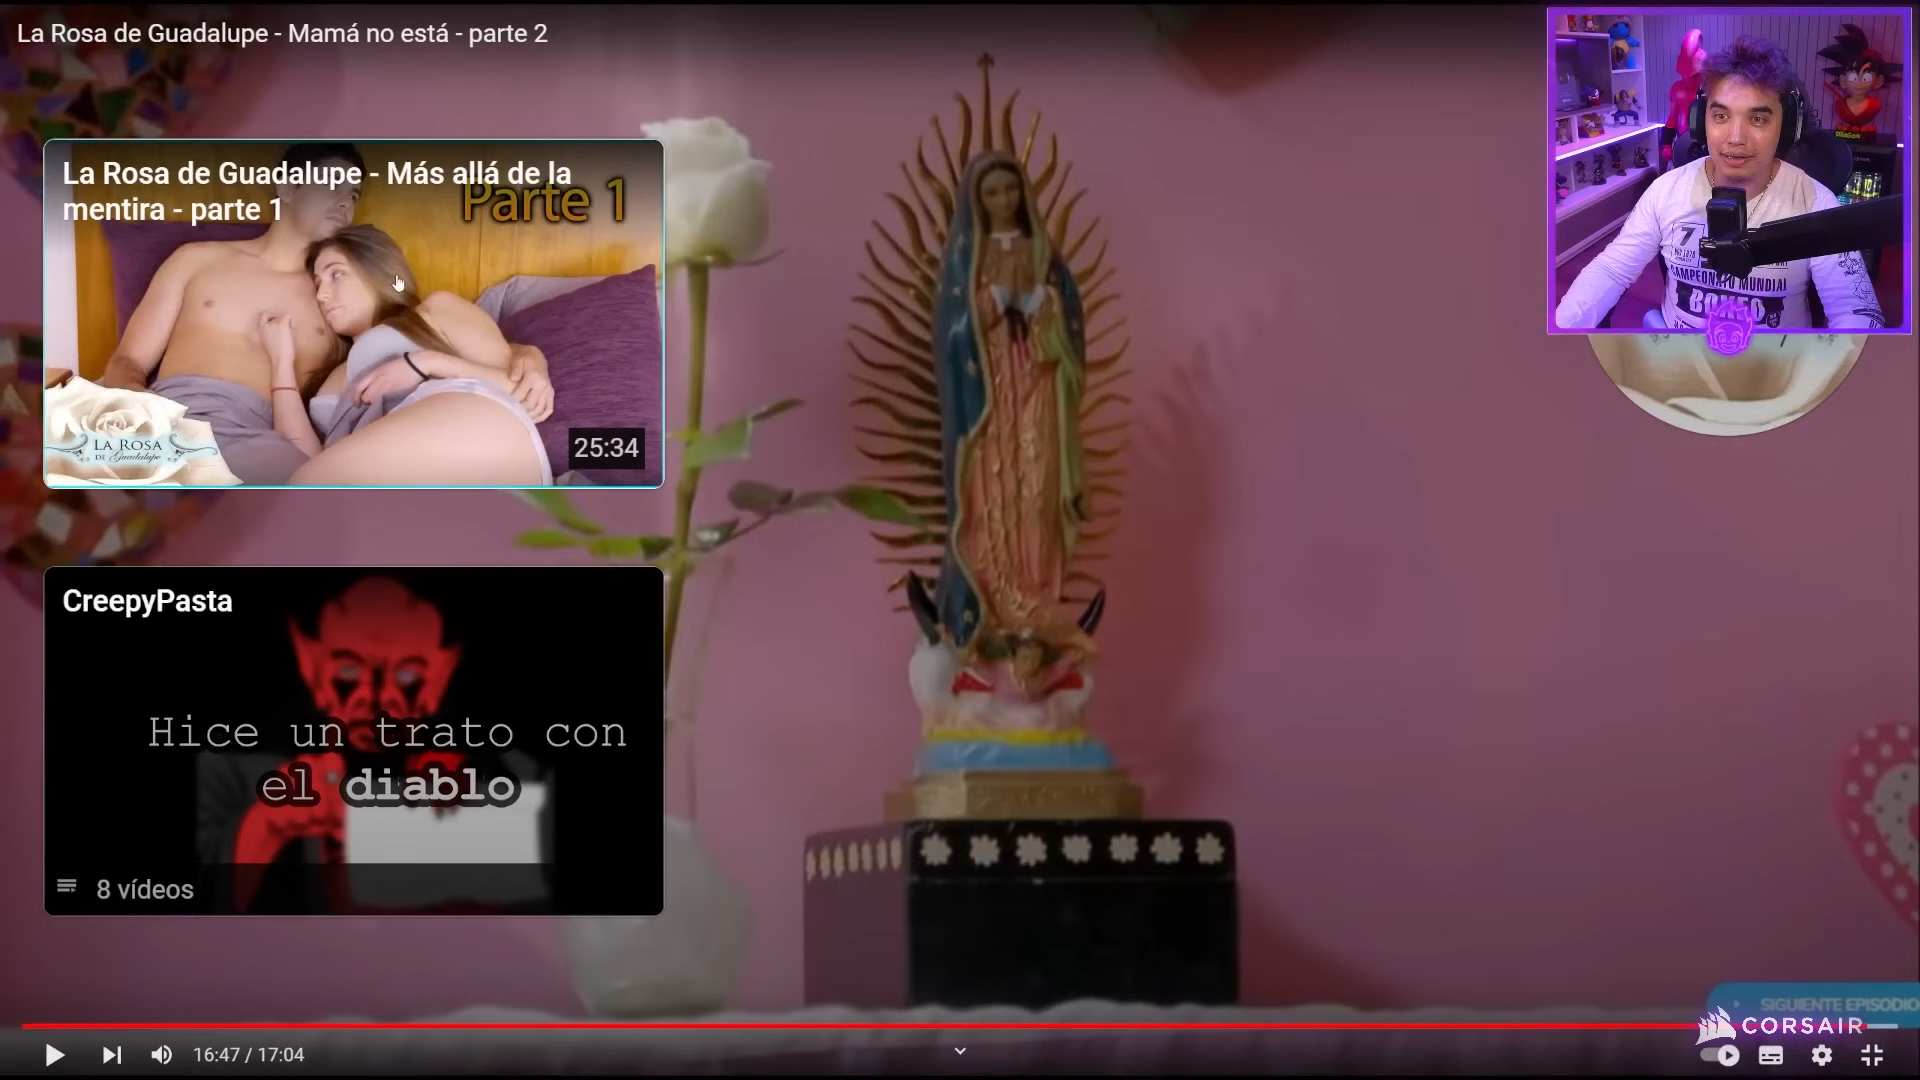 La Rosa de Guadalupe - Mamá no está - parte 2
La Rosa de Guadalupe - Más allá de la
mentira - parte 1
Parte 1
LA ROSA
DE Guadalupe
25:34
CreepyPasta
Hice un trato con
el diablo
8 vídeos
7
CAMPEONATO MUNDIAL
SIGUIENTE EPISODIO
CORSAIR
16:47 / 17:04